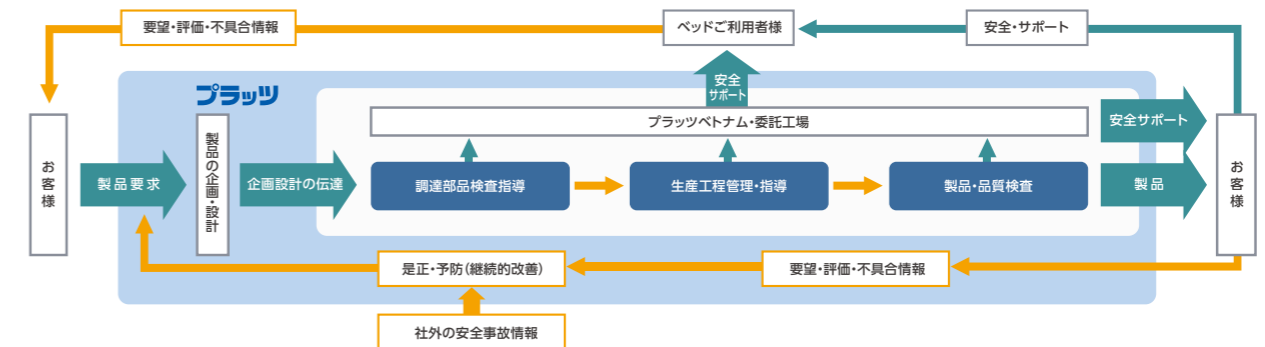 要望・評価・不具合情報
ベッドご利用者様
安全・サポート
プラッツ
安全
サポート
プラッツベトナム・委託工場
安全サポート
お客様
製品要求
製品の企画・設計
企画設計の伝達
調達部品検査指導
生産工程管理・指導
製品・品質検査
製品
お客様
是正・予防(継続的改善)
要望・評価・不具合情報
社外の安全事故情報